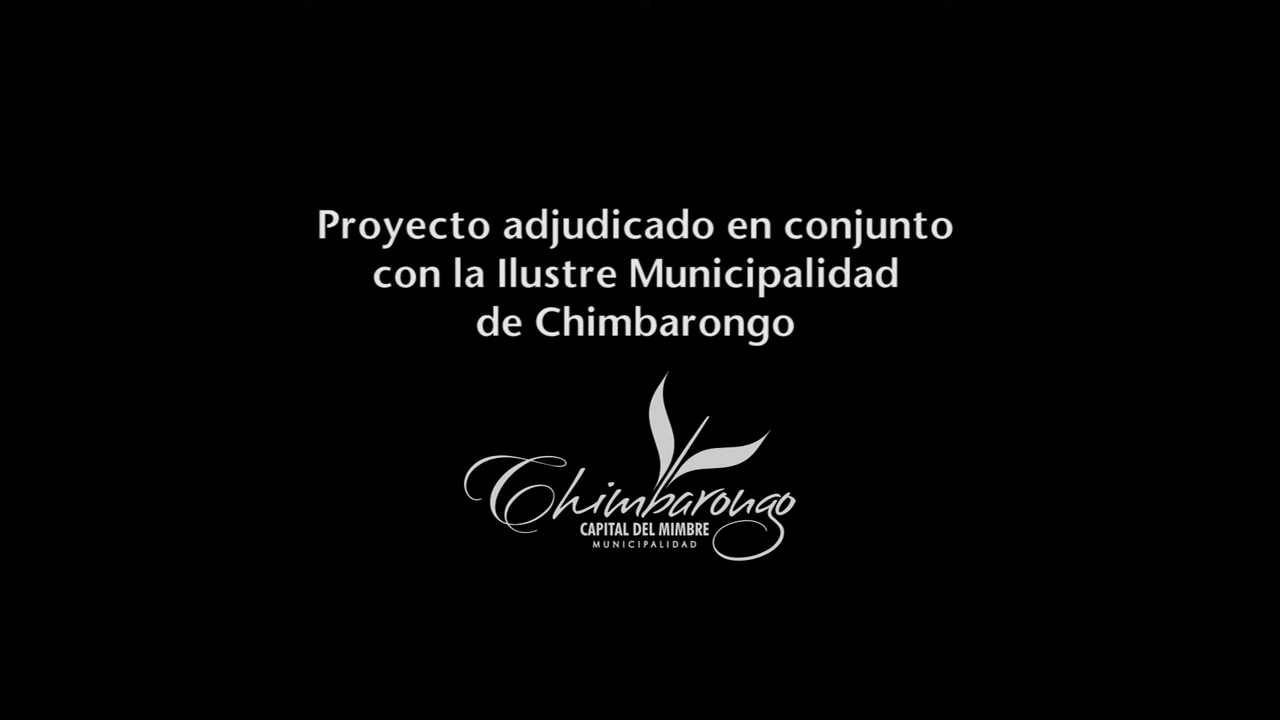 Proyecto adjudicado en conjunto
con la Ilustre Municipalidad
de Chimbarongo
Chimbarongo
CAPITAL DEL MIMBRE
MUNICIPALIDAD